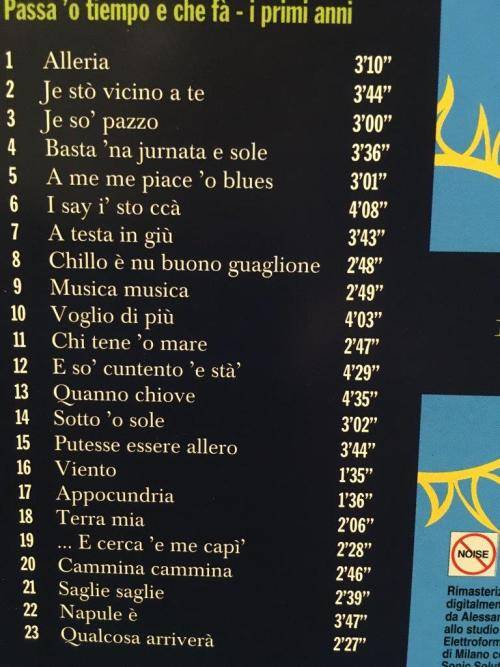 Passa 'o tiempo e che fà - i primi anni
1 Alleria 3'10"
2 Je stò vicino a te 3'44"
3 Je so' pazzo 3'00"
4 Basta 'na jurnata e sole 3'36"
5 A me me piace 'o blues 3'01"
6 I say i' sto ccà 4'08"
7 A testa in giù 3'43"
8 Chillo è nu buono guaglione 2'48"
9 Musica musica 2'49"
10 Voglio di più 4'03"
11 Chi tene 'o mare 2'47"
12 E so' cuntento 'e stà' 4'29"
13 Quanno chiove 4'35"
14 Sotto 'o sole 3'02"
15 Putesse essere allero 3'44"
16 Viento 1'35"
17 Appocundria 1'36"
18 Terra mia 2'06"
19 ... E cerca 'e me capì' 2'28"
20 Cammina cammina 2'46"
21 Saglie saglie 2'39"
22 Napule è 3'47"
23 Qualcosa arriverà 2'27"
NOISE
Rimasteriz
digitalmen
da Alessan
allo studio
Elettroform
di Milano c